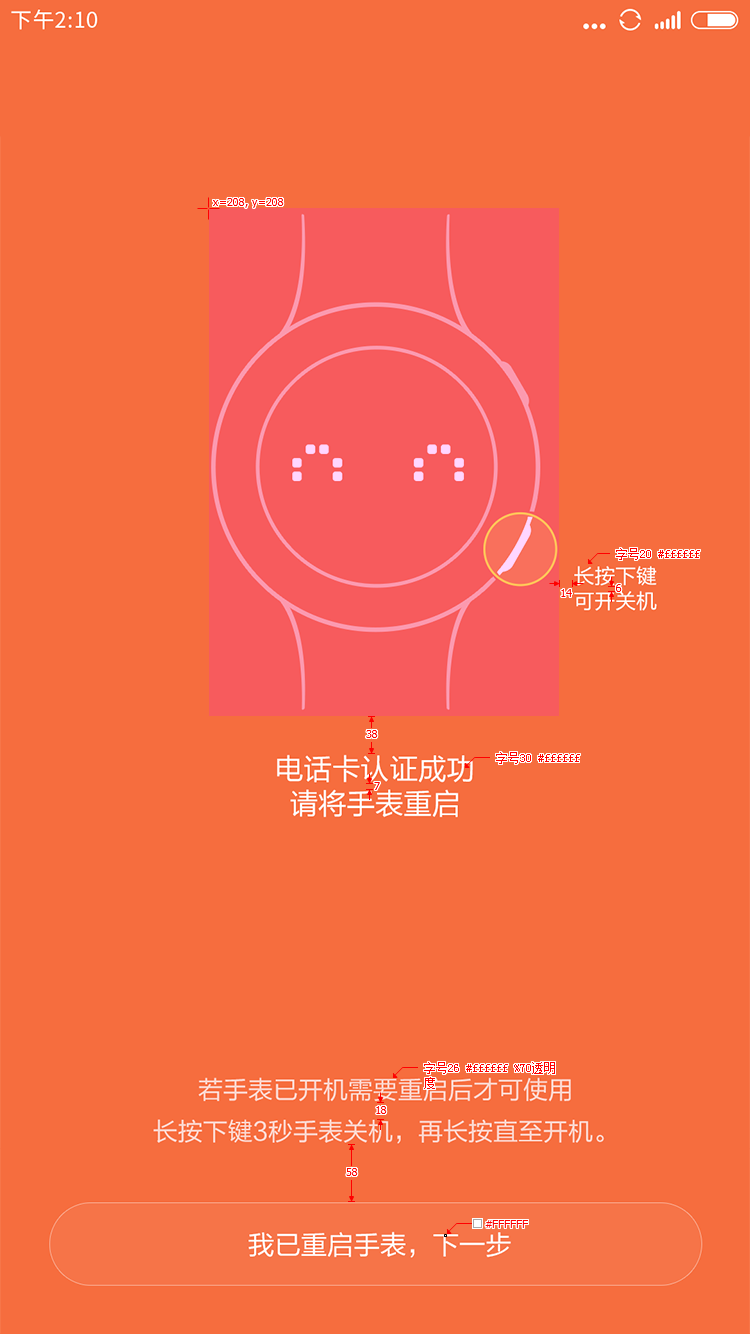 下午2:10
x=208, y=208
字号20 #ffffff
长按下键
14
6
可开关机
38
字号30 #ffffff
电话卡认证成功
7
请将手表重启
字号26 #ffffff %70透明
度
若手表已开机需要重启后才可使用
18
长按下键3秒手表关机，再长按直至开机。
58
#FFFFFF
我已重启手表，下一步